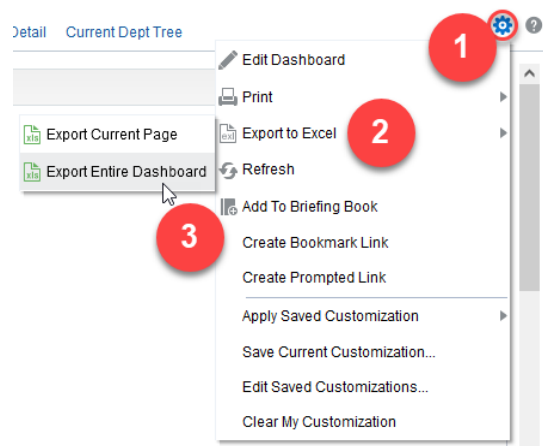 Detail Current Dept Tree
1
Edit Dashboard
Print
Export to Excel
2
Export Current Page
Export Entire Dashboard
Refresh
Add To Briefing Book
3
Create Bookmark Link
Create Prompted Link
Apply Saved Customization
Save Current Customization...
Edit Saved Customizations...
Clear My Customization